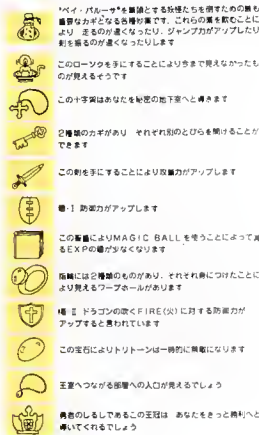 "ベイ・バルーサ"を筆頭とする妖怪たちを倒すための最も
重要なカギとなる各種妙薬です。これらの薬を飲むことに
より 走るのが速くなったり、ジャンプ力がアップしたり
剣を振るのが速くなったりします
このローソクを手にすることにより今まで見えなかったも
のが見えるそうです
この十字架はあなたを秘密の地下室へと導きます
2種類のカギがあり それぞれ別のとびらを開けることが
できます
この剣を手にすることにより攻撃力がアップします
楯-I 防御力がアップします
この聖書によりMAGIC BALLを使うことによって減
るEXPの量が少なくなります
指輪には2種類のものがあり、それぞれ身につけたことに
より見えるワープホールがあります
楯-II ドラゴンの吹くFIRE(火)に対する防御力が
アップすると言われています
この宝石によりトリトーンは一時的に無敵になります
王室へつながる部屋への入口が見えるでしょう
勇者のしるしであるこの王冠は あなたをきっと勝利へと
導いてくれるでしょう